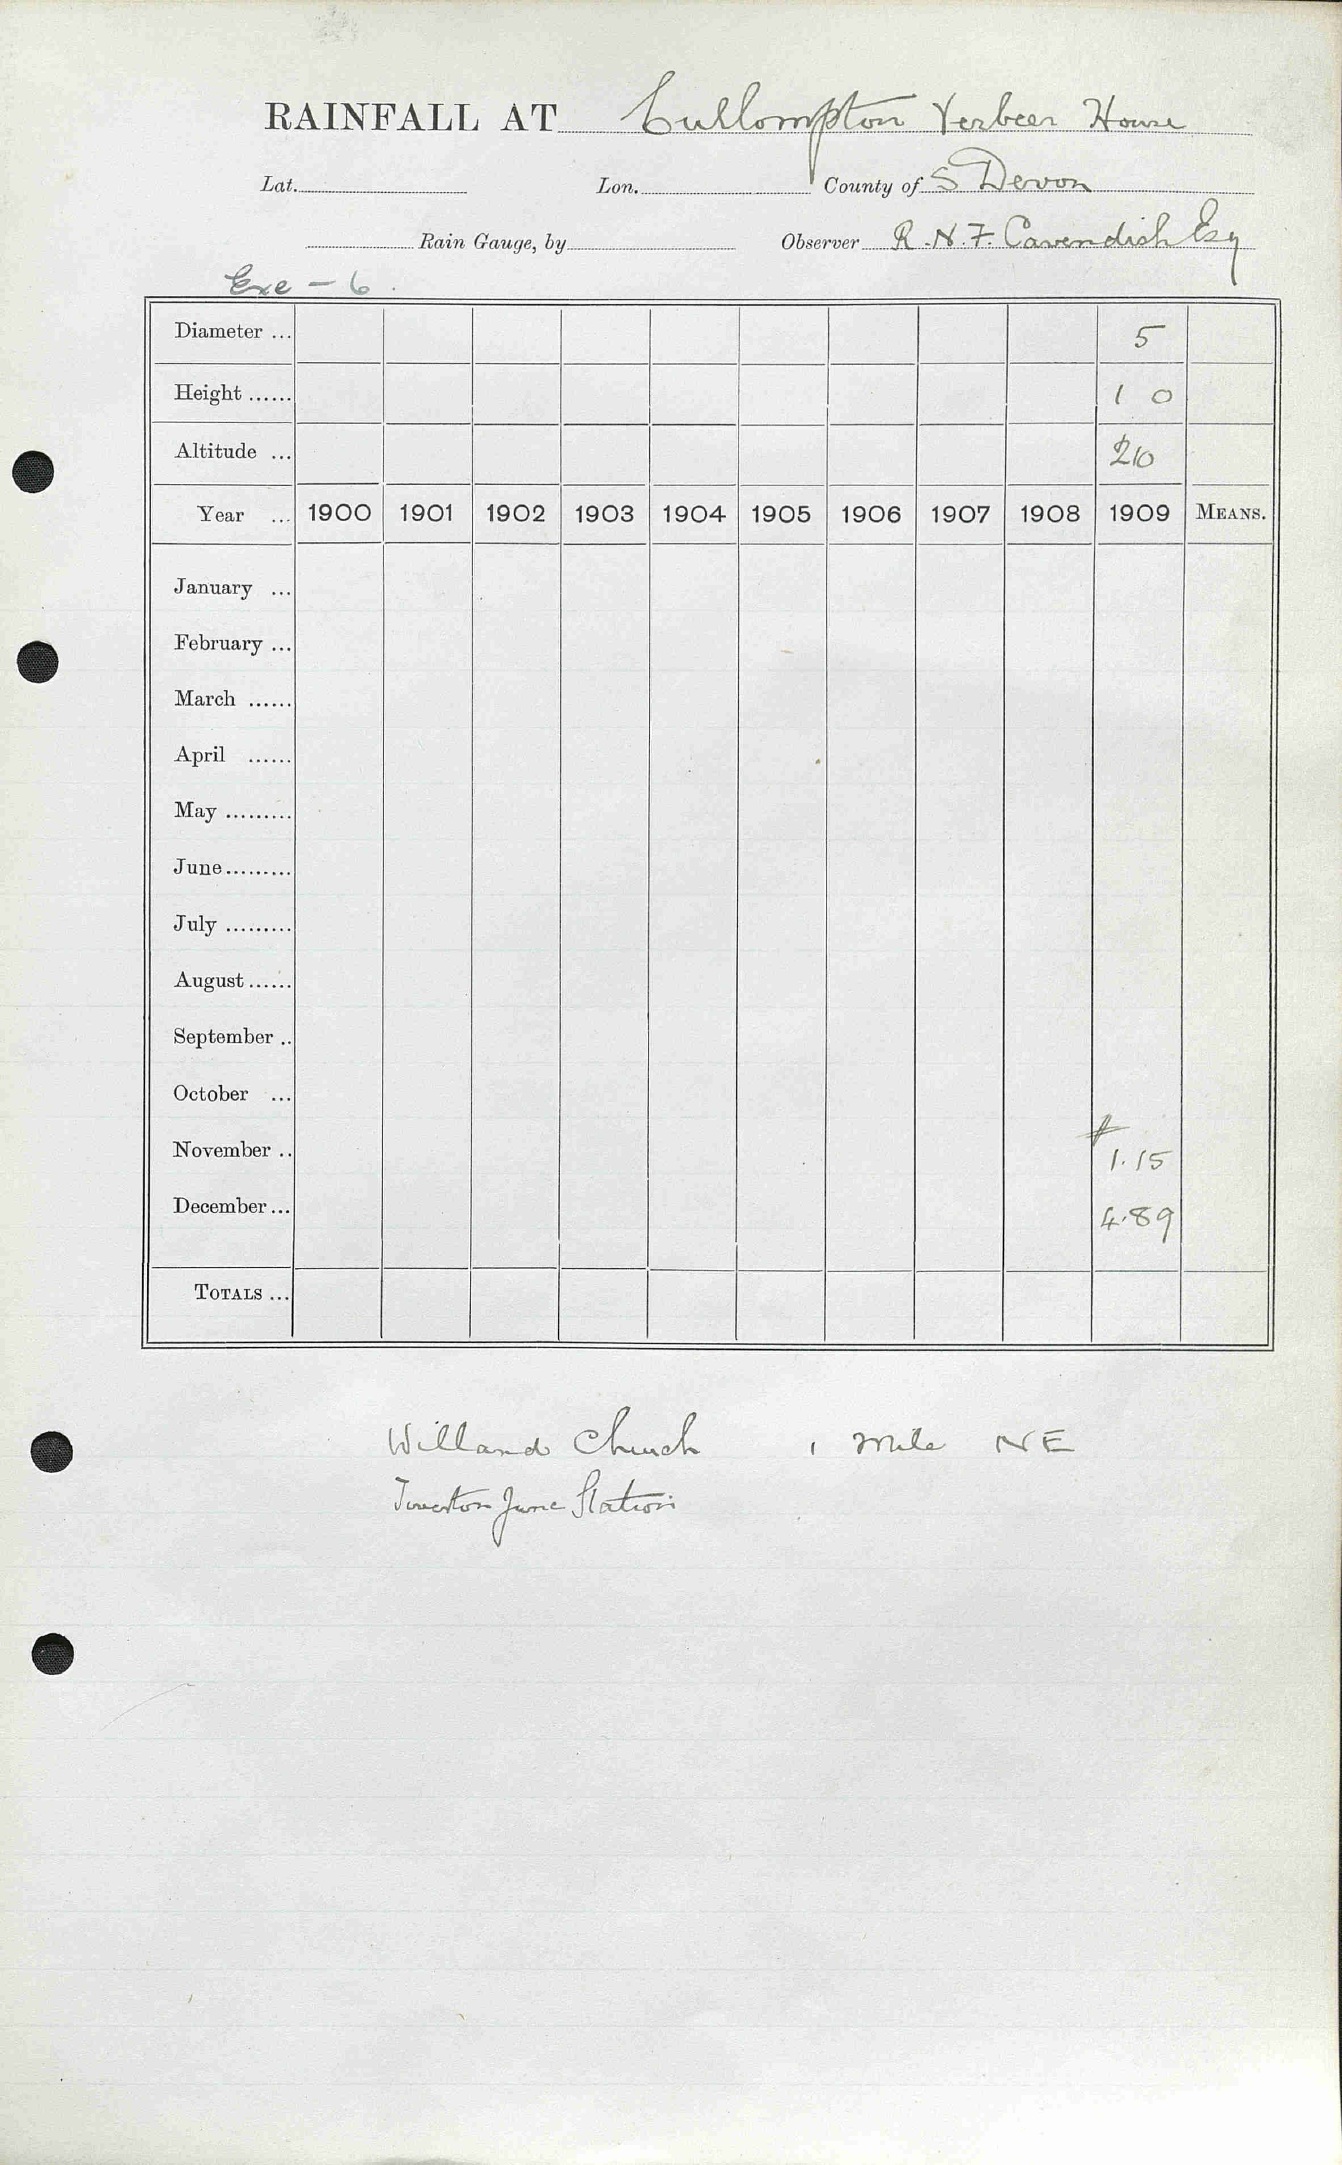 RAINFALL AT Cullompton Verbeer House
Lat. Lon. County of S Devon
Rain Gauge, by Observer R.N.F. Cavendish Esq
Exe - 6.
Diameter ... 5
Height ...... 1 0
Altitude ... 210
Year ... 1900 1901 1902 1903 1904 1905 1906 1907 1908 1909 MEANS.
January ...
February ...
March ......
April ......
May .........
June.........
July .........
August......
September ..
October ...
November .. 1.15
December... 4.89
TOTALS ...
Willand Church 1 Mile NE
Tiverton Junc Station